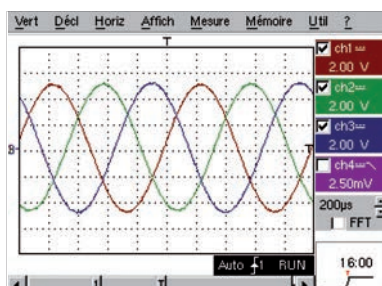 Vert Décl Horiz Affich Mesure Mémoire Util ?
T
ch1
2.00 V
ch2
2.00 V
ch3
2.00 V
T
ch4
2.50mV
200µs
FFT
Auto 1 RUN
16:00
1 T